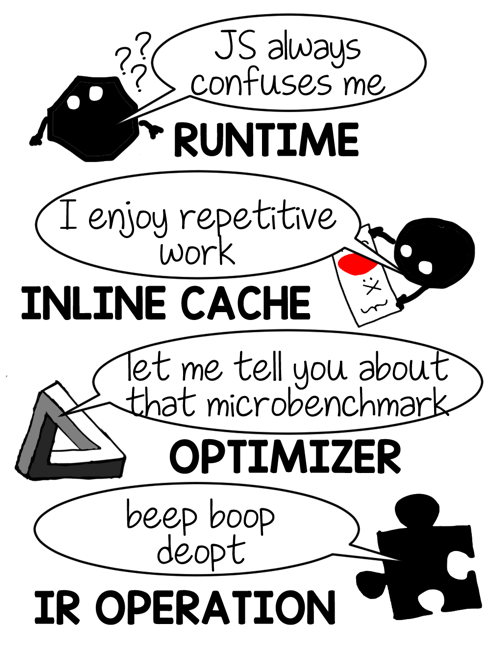 ???
JS always
confuses me
RUNTIME
I enjoy repetitive
work
INLINE CACHE
let me tell you about
that microbenchmark
OPTIMIZER
beep boop
deopt
IR OPERATION